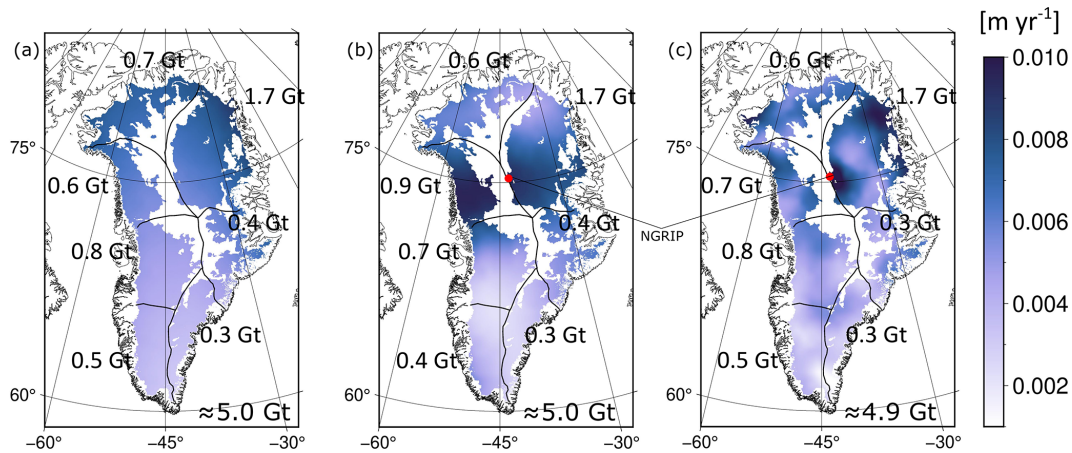 [m yr⁻¹]
(a)
0.7 Gt
1.7 Gt
75°
0.6 Gt
0.4 Gt
0.8 Gt
0.3 Gt
0.5 Gt
60°
≈5.0 Gt
−60°
−45°
−30°
(b)
0.6 Gt
1.7 Gt
0.9 Gt
0.4 Gt
0.7 Gt
0.3 Gt
0.4 Gt
≈5.0 Gt
−60°
−45°
−30°
NGRIP
(c)
0.6 Gt
1.7 Gt
0.7 Gt
0.3 Gt
0.8 Gt
0.3 Gt
0.5 Gt
≈4.9 Gt
−60°
−45°
−30°
75°
60°
0.010
0.008
0.006
0.004
0.002